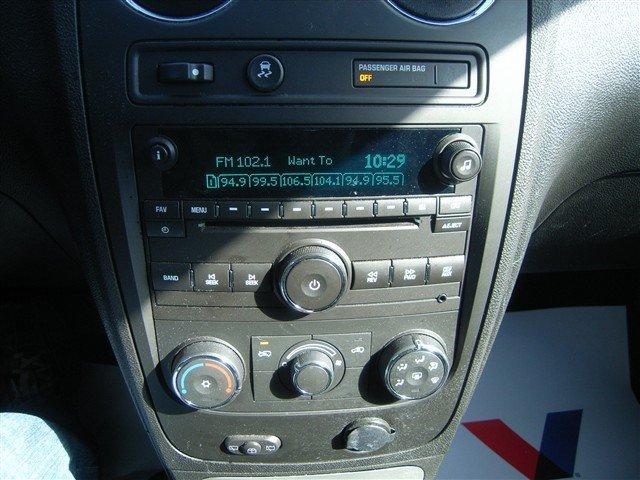 PASSENGER AIR BAG
OFF
FM 102.1 Want To 10:29
94.9 99.5 106.5 104.1 94.9 95.5
FAV MENU
EJECT
BAND SEEK SEEK REV FWD